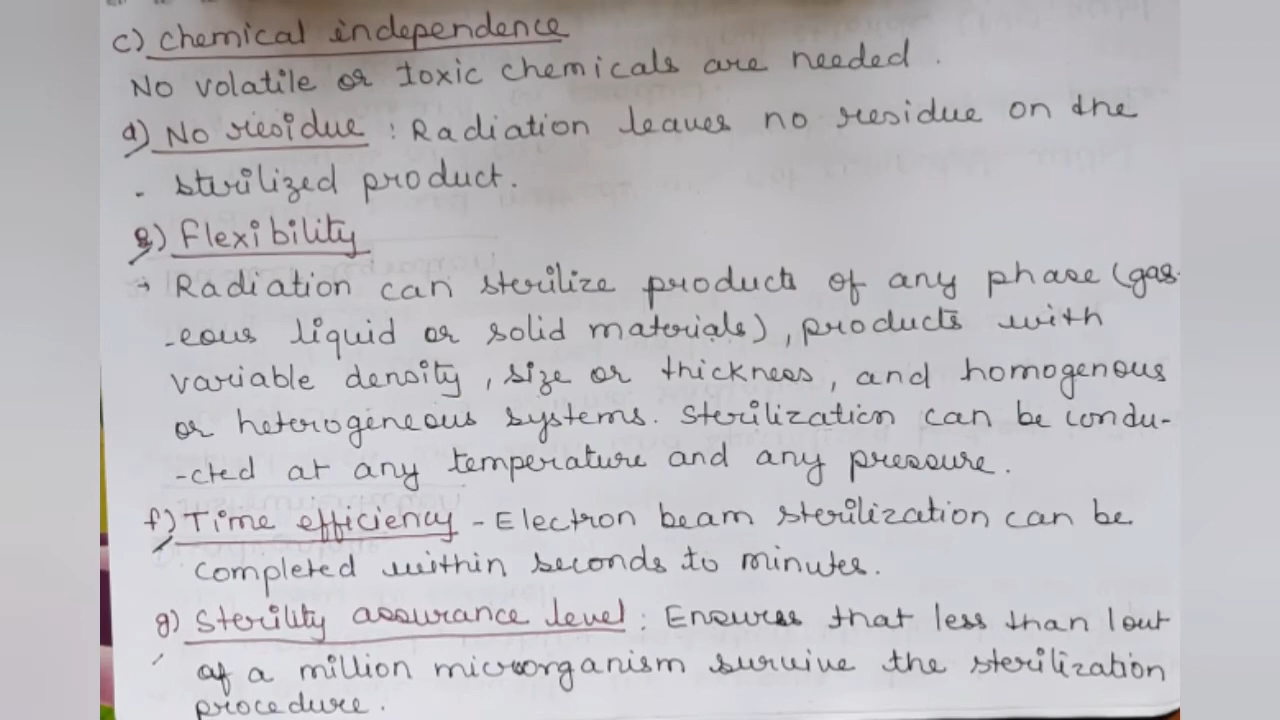 c) chemical independence
No volatile or toxic chemicals are needed.
d) No residue : Radiation leaves no residue on the
- sterilized product.
e) Flexibility
→ Radiation can sterilize products of any phase (gas-
-eous liquid or solid materials), products with
variable density, size or thickness, and homogenous
or heterogeneous systems. Sterilization can be condu-
-cted at any temperature and any pressure.
f) Time efficiency - Electron beam sterilization can be
completed within seconds to minutes.
g) Sterility assurance level : Ensures that less than 1 out
of a million microorganism survive the sterilization
procedure.